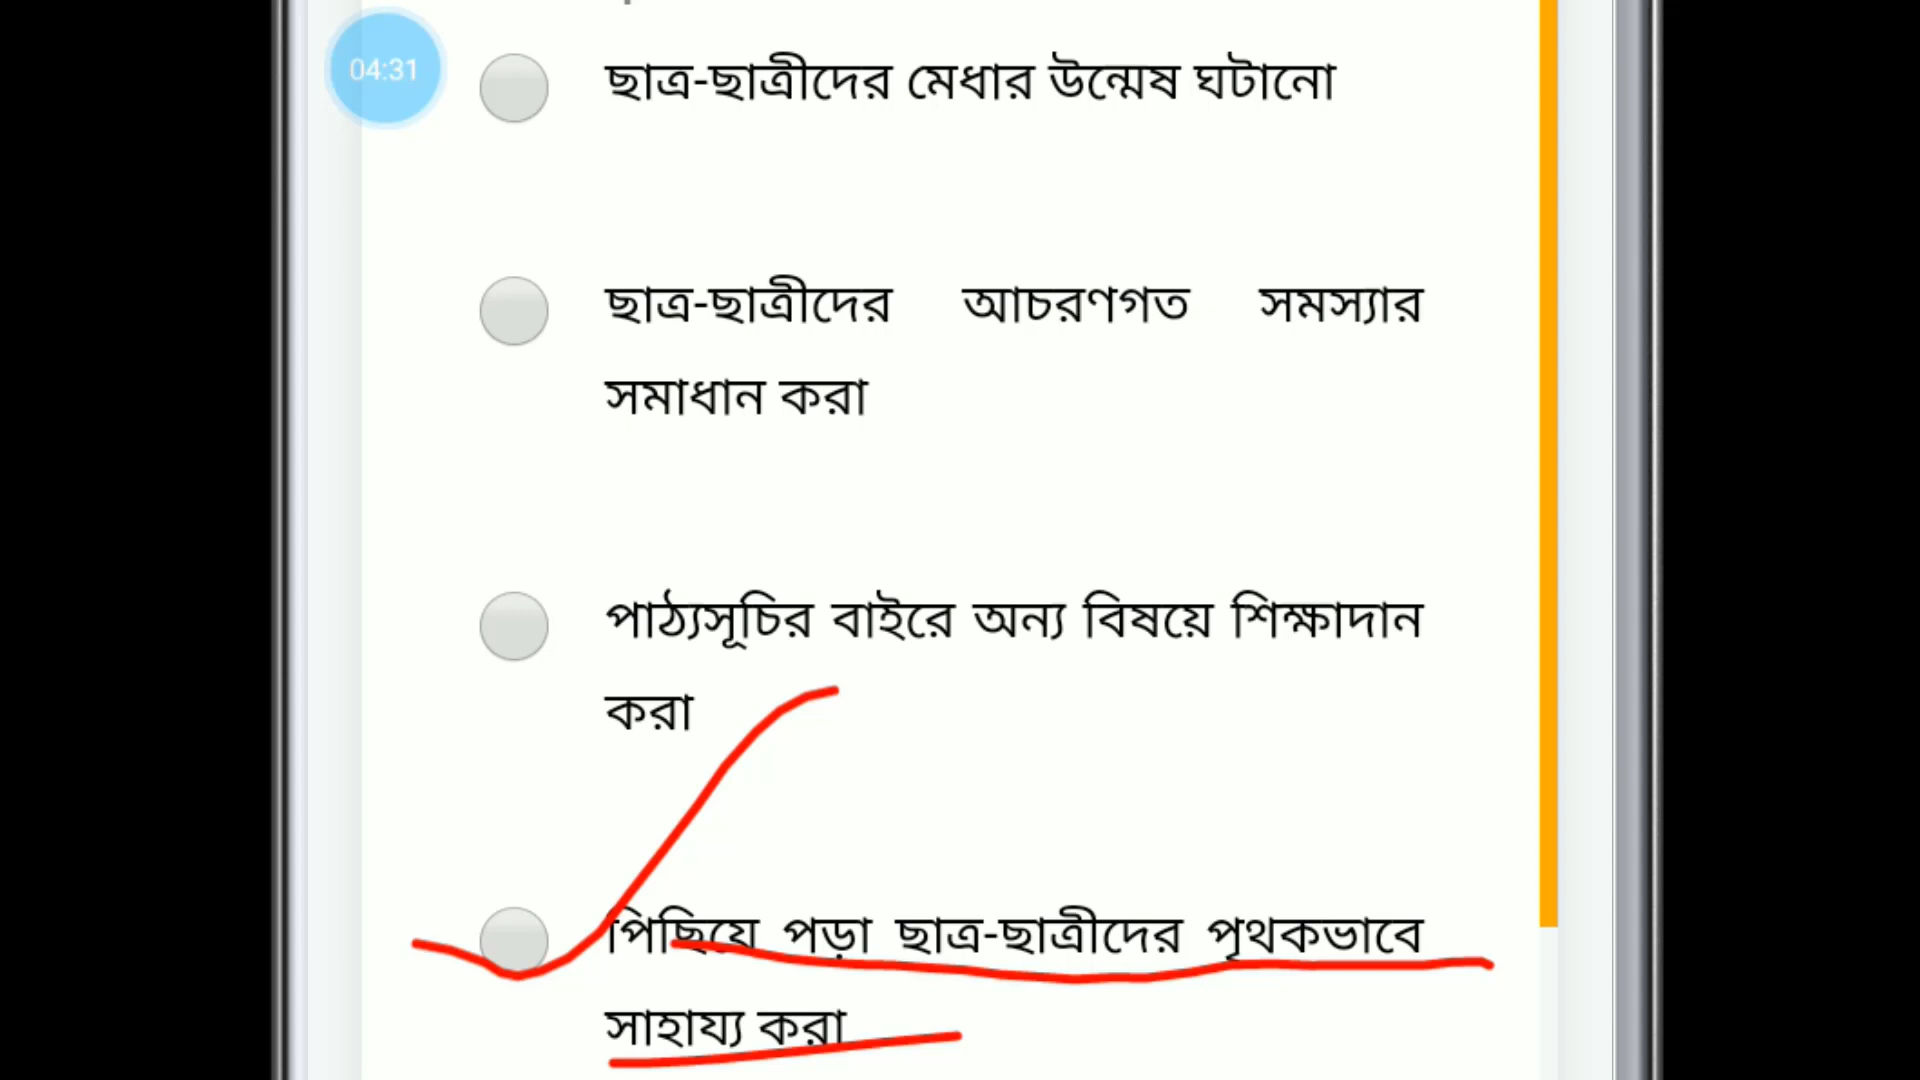 04:31
ছাত্র-ছাত্রীদের মেধার উন্মেষ ঘটানো
ছাত্র-ছাত্রীদের আচরণগত সমস্যার
সমাধান করা
পাঠ্যসূচির বাইরে অন্য বিষয়ে শিক্ষাদান
করা
পিছিয়ে পড়া ছাত্র-ছাত্রীদের পৃথকভাবে
সাহায্য করা